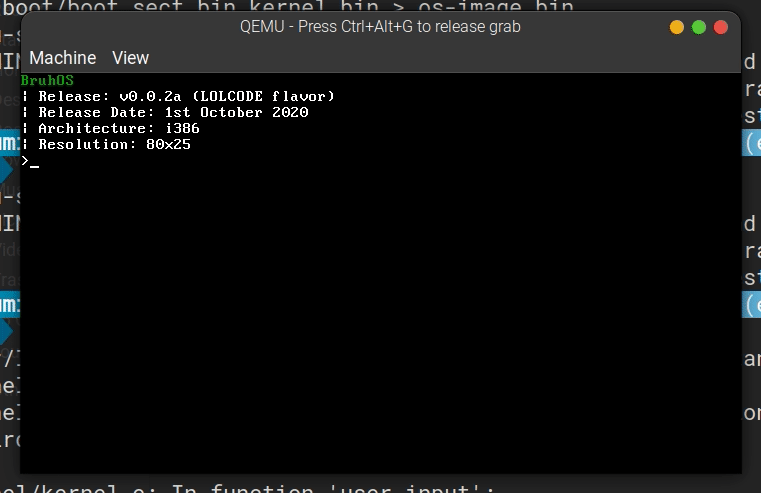 boot/boot_sect.bin kernel.bin > os-image.bin
QEMU - Press Ctrl+Alt+G to release grab
Machine View
BruhOS
| Release: v0.0.2a (LOLCODE flavor)
| Release Date: 1st October 2020
| Architecture: i386
| Resolution: 80x25
>_
kernel.c: In function 'user_input':